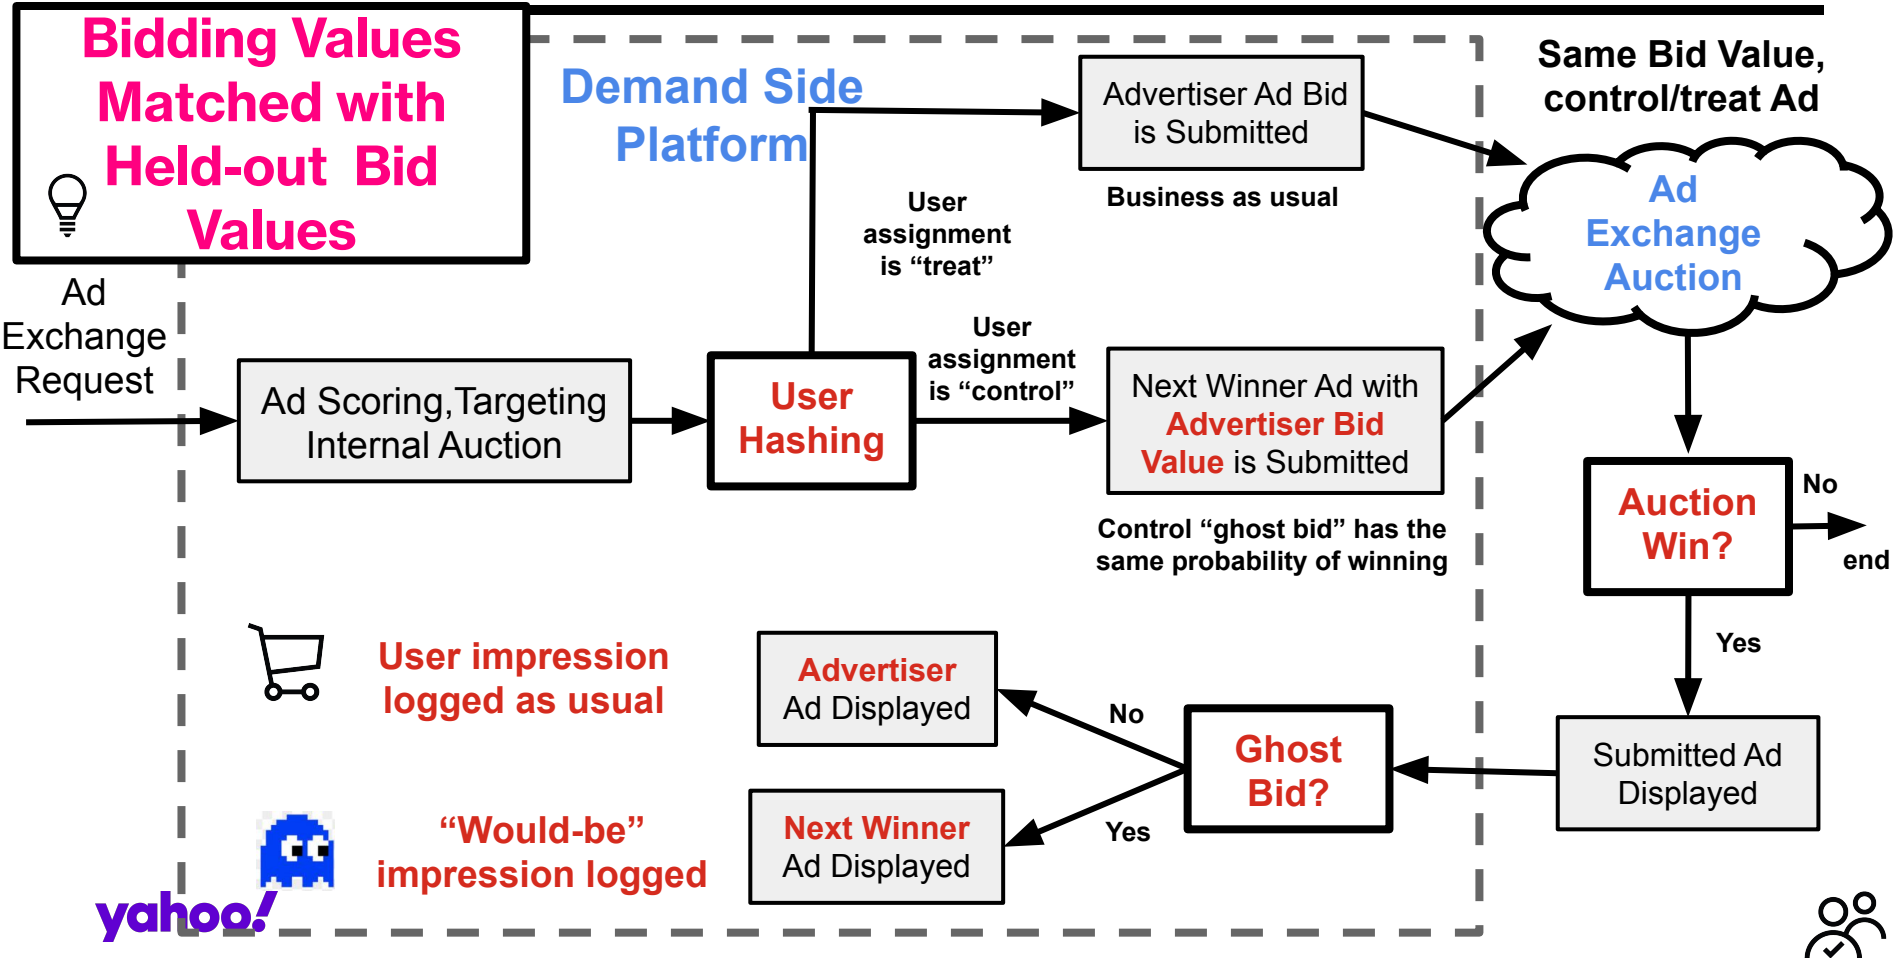 Bidding Values
Matched with
Held-out Bid
Values
Demand Side
Platform
Same Bid Value,
control/treat Ad
Advertiser Ad Bid
is Submitted
Business as usual
User
assignment
is “treat”
Ad
Exchange
Auction
Ad
Exchange
Request
Ad Scoring,Targeting
Internal Auction
User
Hashing
User
assignment
is “control”
Next Winner Ad with
Advertiser Bid
Value is Submitted
Control “ghost bid” has the
same probability of winning
Auction
Win?
No
end
Yes
Submitted Ad
Displayed
Ghost
Bid?
No
Yes
Advertiser
Ad Displayed
Next Winner
Ad Displayed
User impression
logged as usual
“Would-be”
impression logged
yahoo!